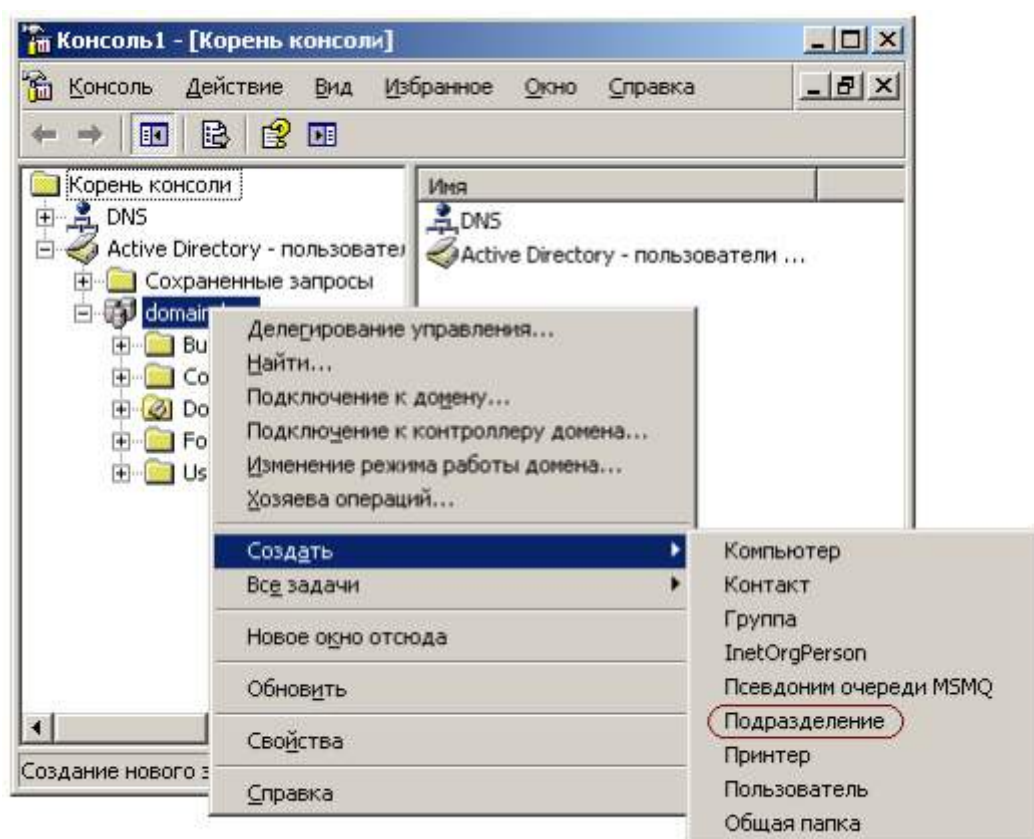 Консоль1 - [Корень консоли]
Консоль Действие Вид Избранное Окно Справка
Корень консоли
DNS
Active Directory - пользовател
Сохраненные запросы
domain
Bu
Co
Do
Fo
Us
Имя
DNS
Active Directory - пользователи ...
Делегирование управления...
Найти...
Подключение к домену...
Подключение к контроллеру домена...
Изменение режима работы домена...
Хозяева операций...
Создать
Все задачи
Новое окно отсюда
Обновить
Свойства
Справка
Компьютер
Контакт
Группа
InetOrgPerson
Псевдоним очереди MSMQ
Подразделение
Принтер
Пользователь
Общая папка
Создание нового э